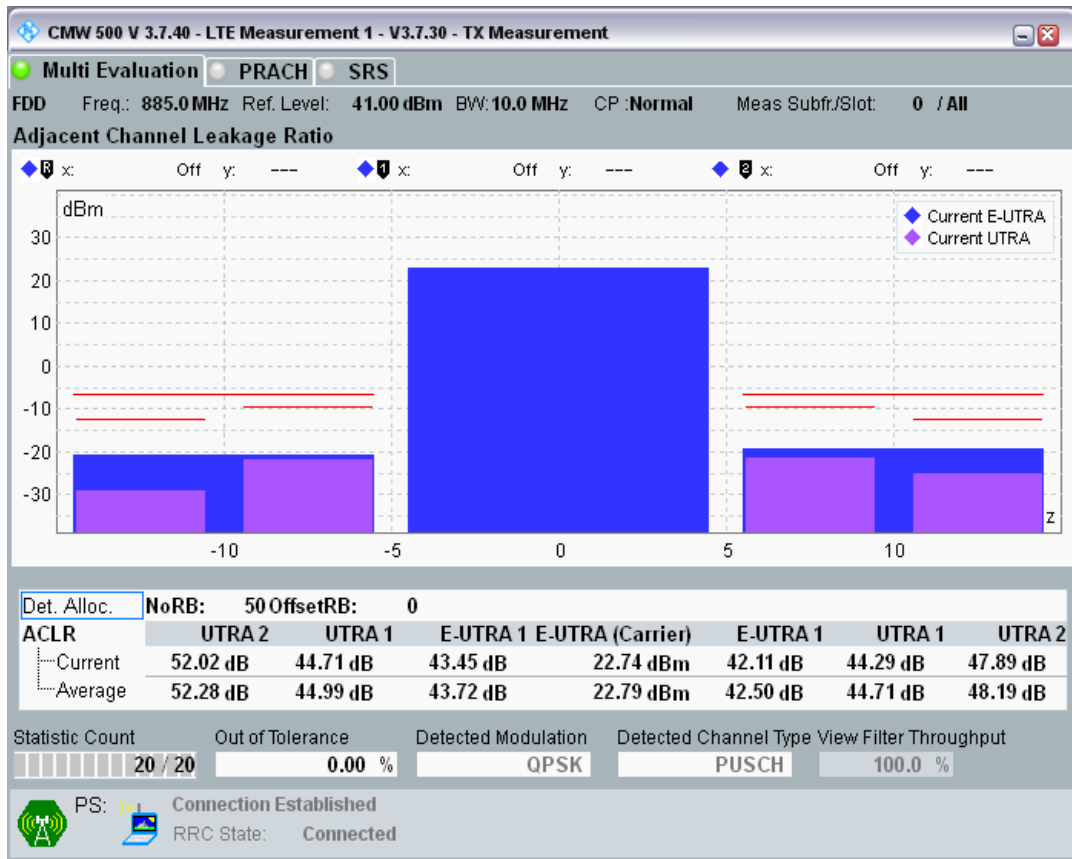 CMW 500 V 3.7.40 - LTE Measurement 1 - V3.7.30 - TX Measurement
Multi Evaluation PRACH SRS
FDD Freq.: 885.0 MHz Ref. Level: 41.00 dBm BW: 10.0 MHz CP :Normal Meas Subfr./Slot: 0 / All
Adjacent Channel Leakage Ratio
R x: Off y: --- 1 x: Off y: --- 2 x: Off y: ---
dBm
Current E-UTRA
Current UTRA
30
20
10
0
-10
-20
-30
z
-10 -5 0 5 10
Det. Alloc. NoRB: 50 OffsetRB: 0
ACLR UTRA 2 UTRA 1 E-UTRA 1 E-UTRA (Carrier) E-UTRA 1 UTRA 1 UTRA 2
Current 52.02 dB 44.71 dB 43.45 dB 22.74 dBm 42.11 dB 44.29 dB 47.89 dB
Average 52.28 dB 44.99 dB 43.72 dB 22.79 dBm 42.50 dB 44.71 dB 48.19 dB
Statistic Count Out of Tolerance Detected Modulation Detected Channel Type View Filter Throughput
20 / 20 0.00 % QPSK PUSCH 100.0 %
PS: Connection Established
RRC State: Connected